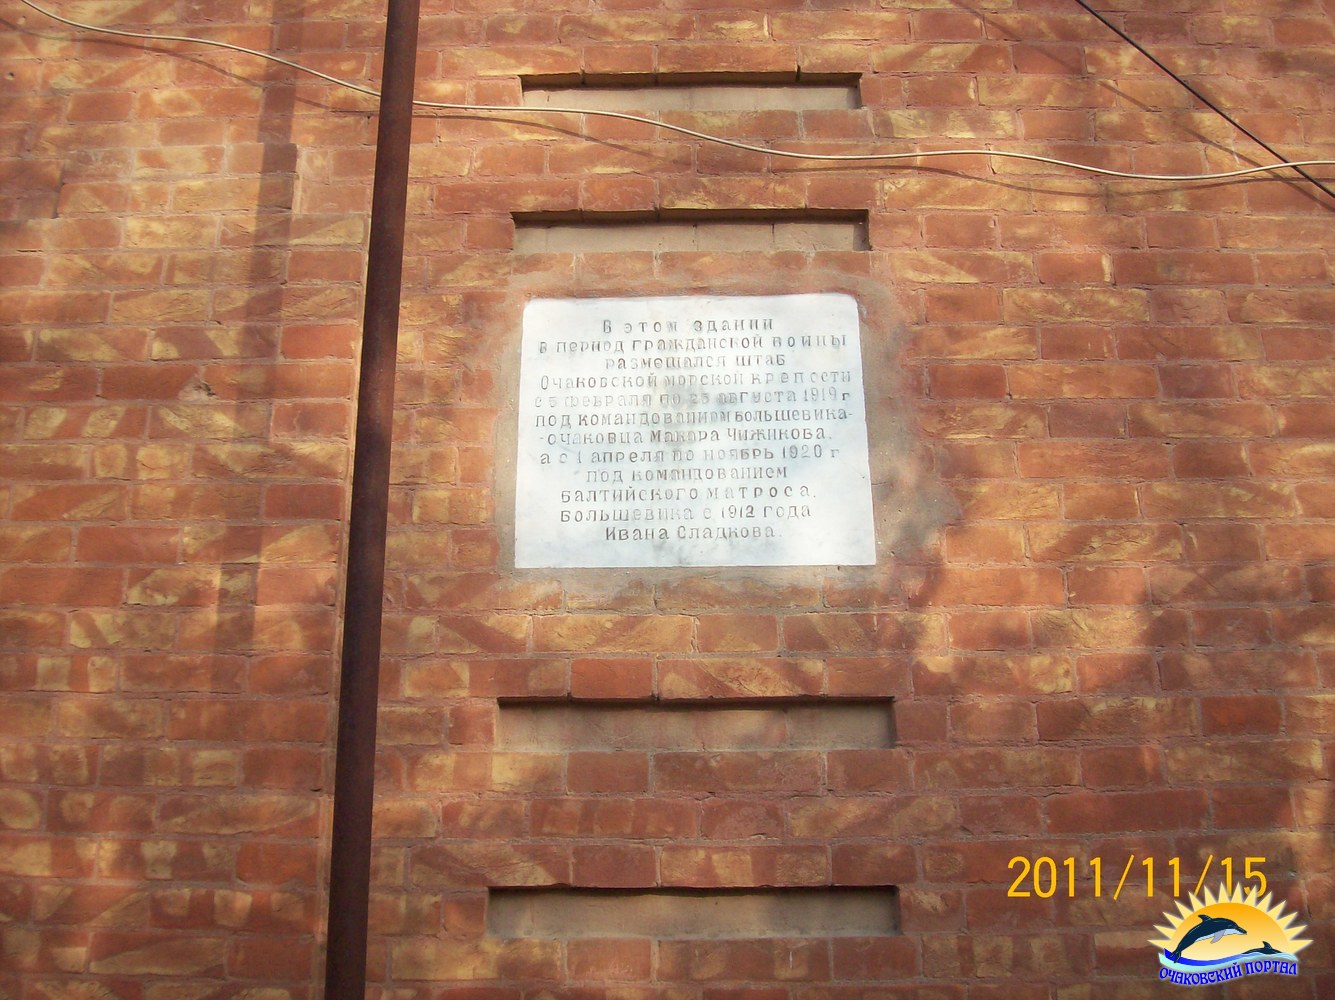 В этом здании
в период гражданской войны
размещался штаб
Очаковской морской крепости
с 5 февраля по 25 августа 1919 г
под командованием большевика-
-очаковца Макара Чижикова,
а с 1 апреля по ноябрь 1920 г
под командованием
балтийского матроса,
большевика с 1912 года
Ивана Сладкова.
2011/11/15
ОЧАКОВСКИЙ ПОРТАЛ